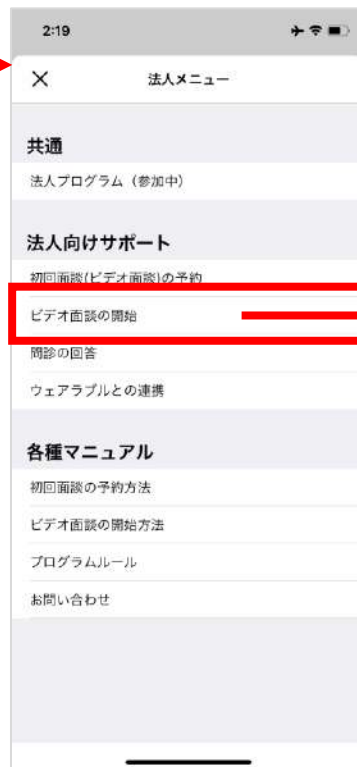 2:19
法人メニュー
共通
法人プログラム（参加中）
法人向けサポート
初回面談(ビデオ面談)の予約
ビデオ面談の開始
問診の回答
ウェアラブルとの連携
各種マニュアル
初回面談の予約方法
ビデオ面談の開始方法
プログラムルール
お問い合わせ